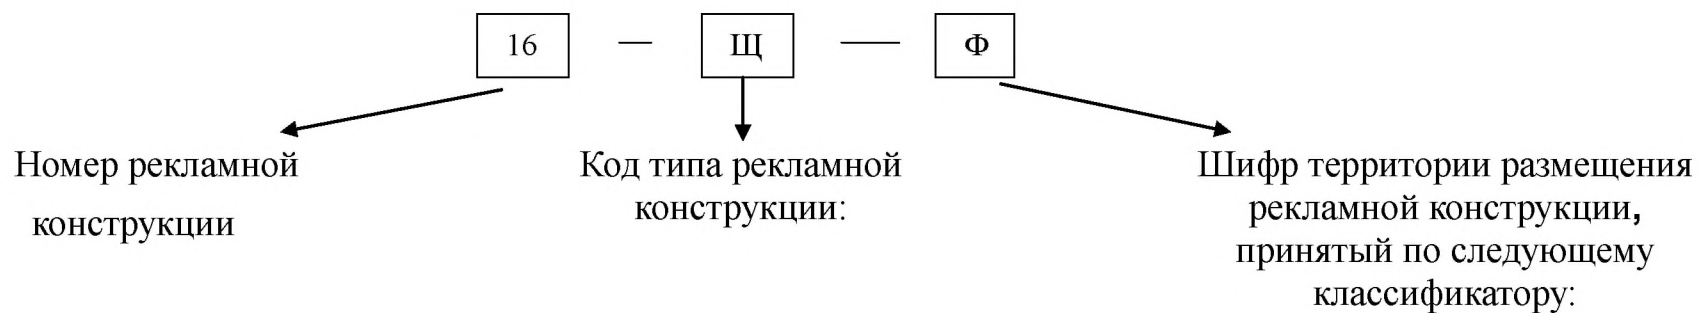 16 — Щ — Ф
Номер рекламной
конструкции
Код типа рекламной
конструкции:
Шифр территории размещения
рекламной конструкции,
принятый по следующему
классификатору: